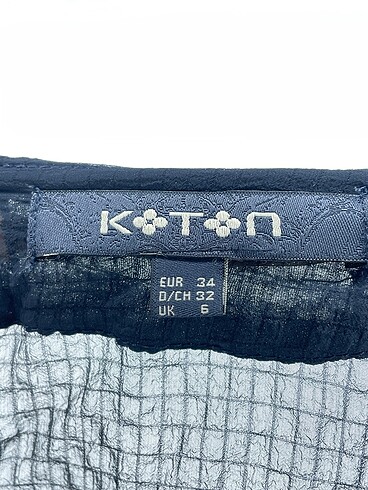 KOTON
EUR 34
D/CH 32
UK 6